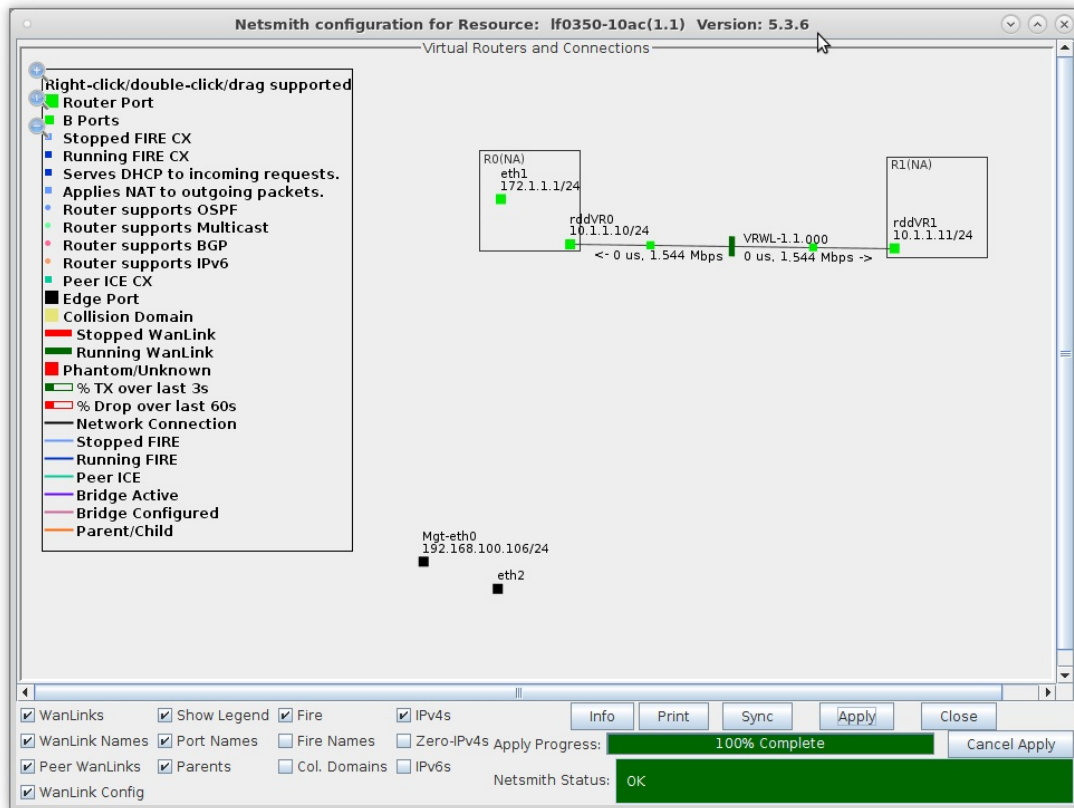 Netsmith configuration for Resource: lf0350-10ac(1.1) Version: 5.3.6
Virtual Routers and Connections
Right-click/double-click/drag supported
Router Port
B Ports
Stopped FIRE CX
Running FIRE CX
Serves DHCP to incoming requests.
Applies NAT to outgoing packets.
Router supports OSPF
Router supports Multicast
Router supports BGP
Router supports IPv6
Peer ICE CX
Edge Port
Collision Domain
Stopped WanLink
Running WanLink
Phantom/Unknown
% TX over last 3s
% Drop over last 60s
Network Connection
Stopped FIRE
Running FIRE
Peer ICE
Bridge Active
Bridge Configured
Parent/Child
R0(NA)
eth1
172.1.1.1/24
rddVR0
10.1.1.10/24
<- 0 us, 1.544 Mbps
VRWL-1.1.000
0 us, 1.544 Mbps ->
R1(NA)
rddVR1
10.1.1.11/24
Mgt-eth0
192.168.100.106/24
eth2
WanLinks Show Legend Fire IPv4s Info Print Sync Apply Close
WanLink Names Port Names Fire Names Zero-IPv4s Apply Progress: 100% Complete Cancel Apply
Peer WanLinks Parents Col. Domains IPv6s Netsmith Status: OK
WanLink Config